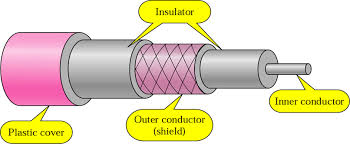 Insulator
Inner conductor
Outer conductor
(shield)
Plastic cover